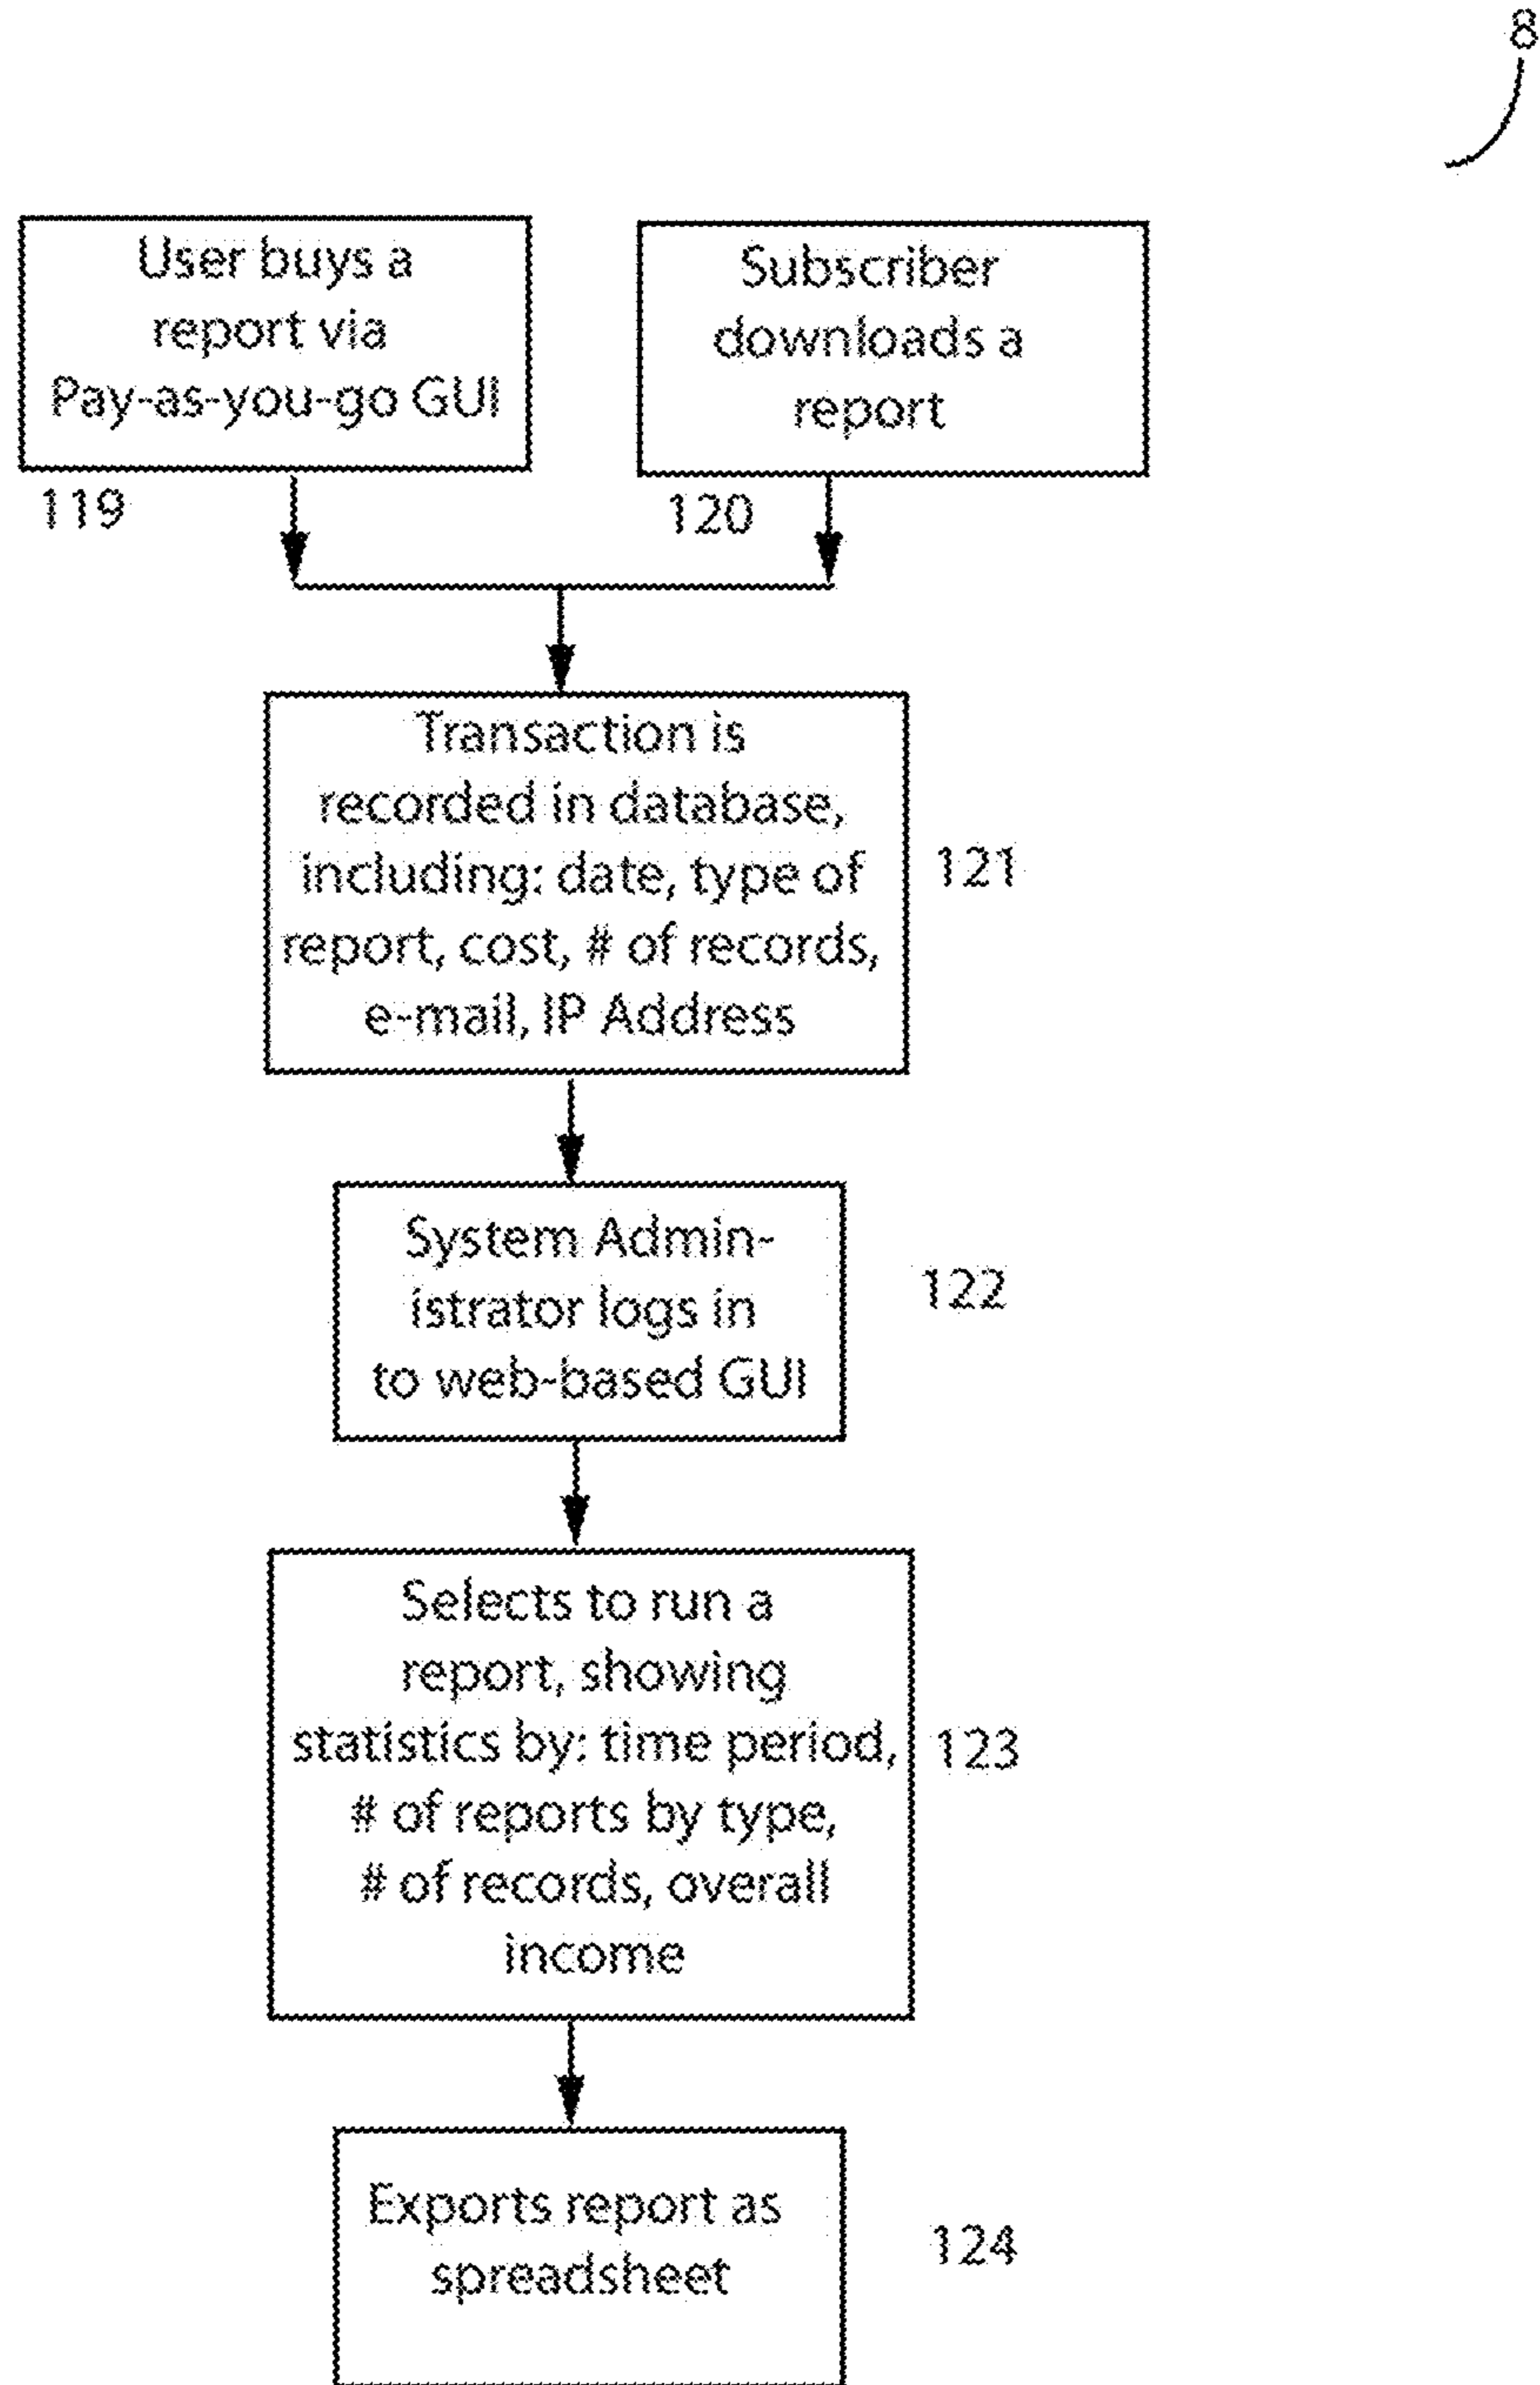 8
User buys a
report via
Pay-as-you-go GUI
119
Subscriber
downloads a
report
120
Transaction is
recorded in database,
including: date, type of
report, cost, # of records,
e-mail, IP Address
121
System Admin-
istrator logs in
to web-based GUI
122
Selects to run a
report, showing
statistics by: time period,
# of reports by type,
# of records, overall
income
123
Exports report as
spreadsheet
124